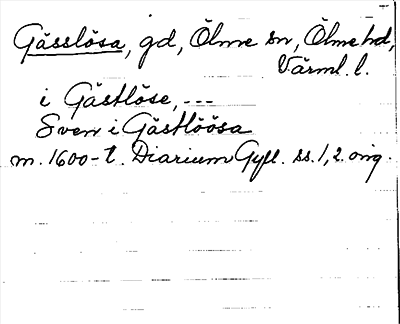 Gässlösa, gd, Ölme sn, Ölme hd,
Värml. l.
i Gästlöse, ---
Sven i Gästlöösa
m. 1600-t. Diarium Gyll. ss. 1, 2. orig.